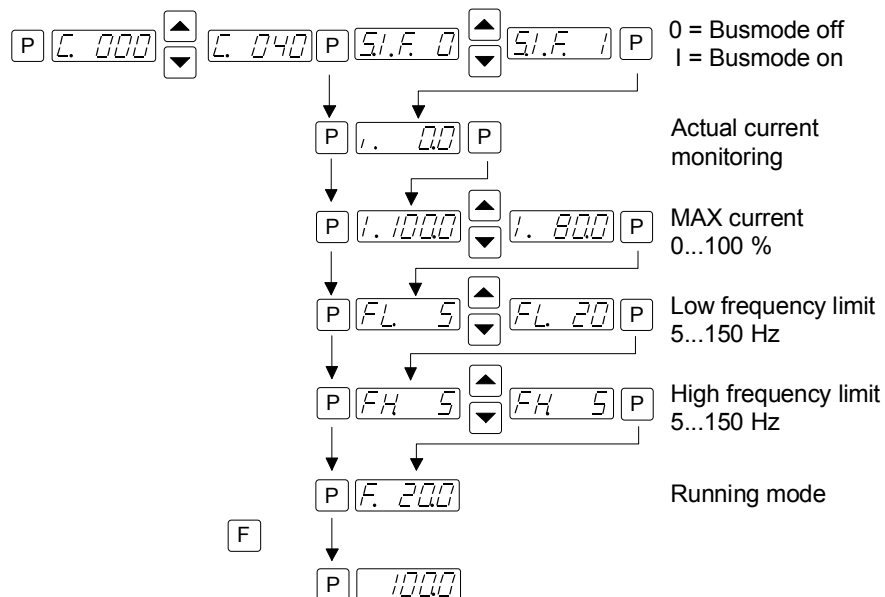 P C. 000 C. 040 P S.I.F. 0 S.I.F. 1 P 0 = Busmode off
I = Busmode on
P i. 0.0 P Actual current
monitoring
P I. 100.0 I. 80.0 P MAX current
0...100 %
P FL. 5 FL. 20 P Low frequency limit
5...150 Hz
P FH 5 FH 5 P High frequency limit
5...150 Hz
P F. 20.0 Running mode
F
P 100.0